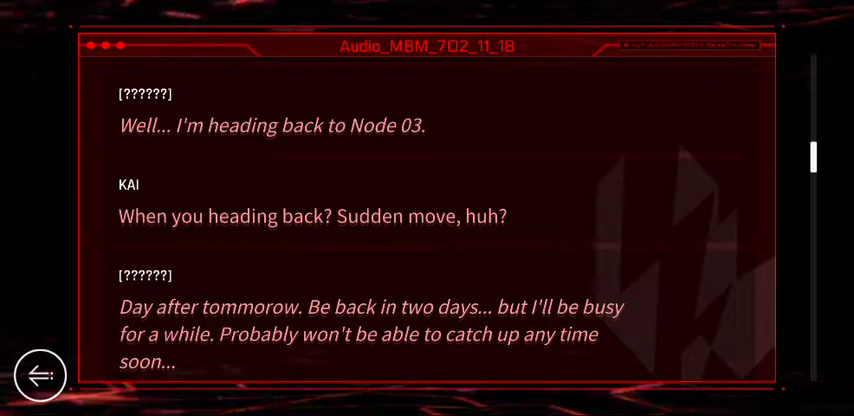 Audio_MBM_702_11_18
[??????]
Well... I'm heading back to Node 03.
KAI
When you heading back? Sudden move, huh?
[??????]
Day after tommorow. Be back in two days... but I'll be busy
for a while. Probably won't be able to catch up any time
soon...